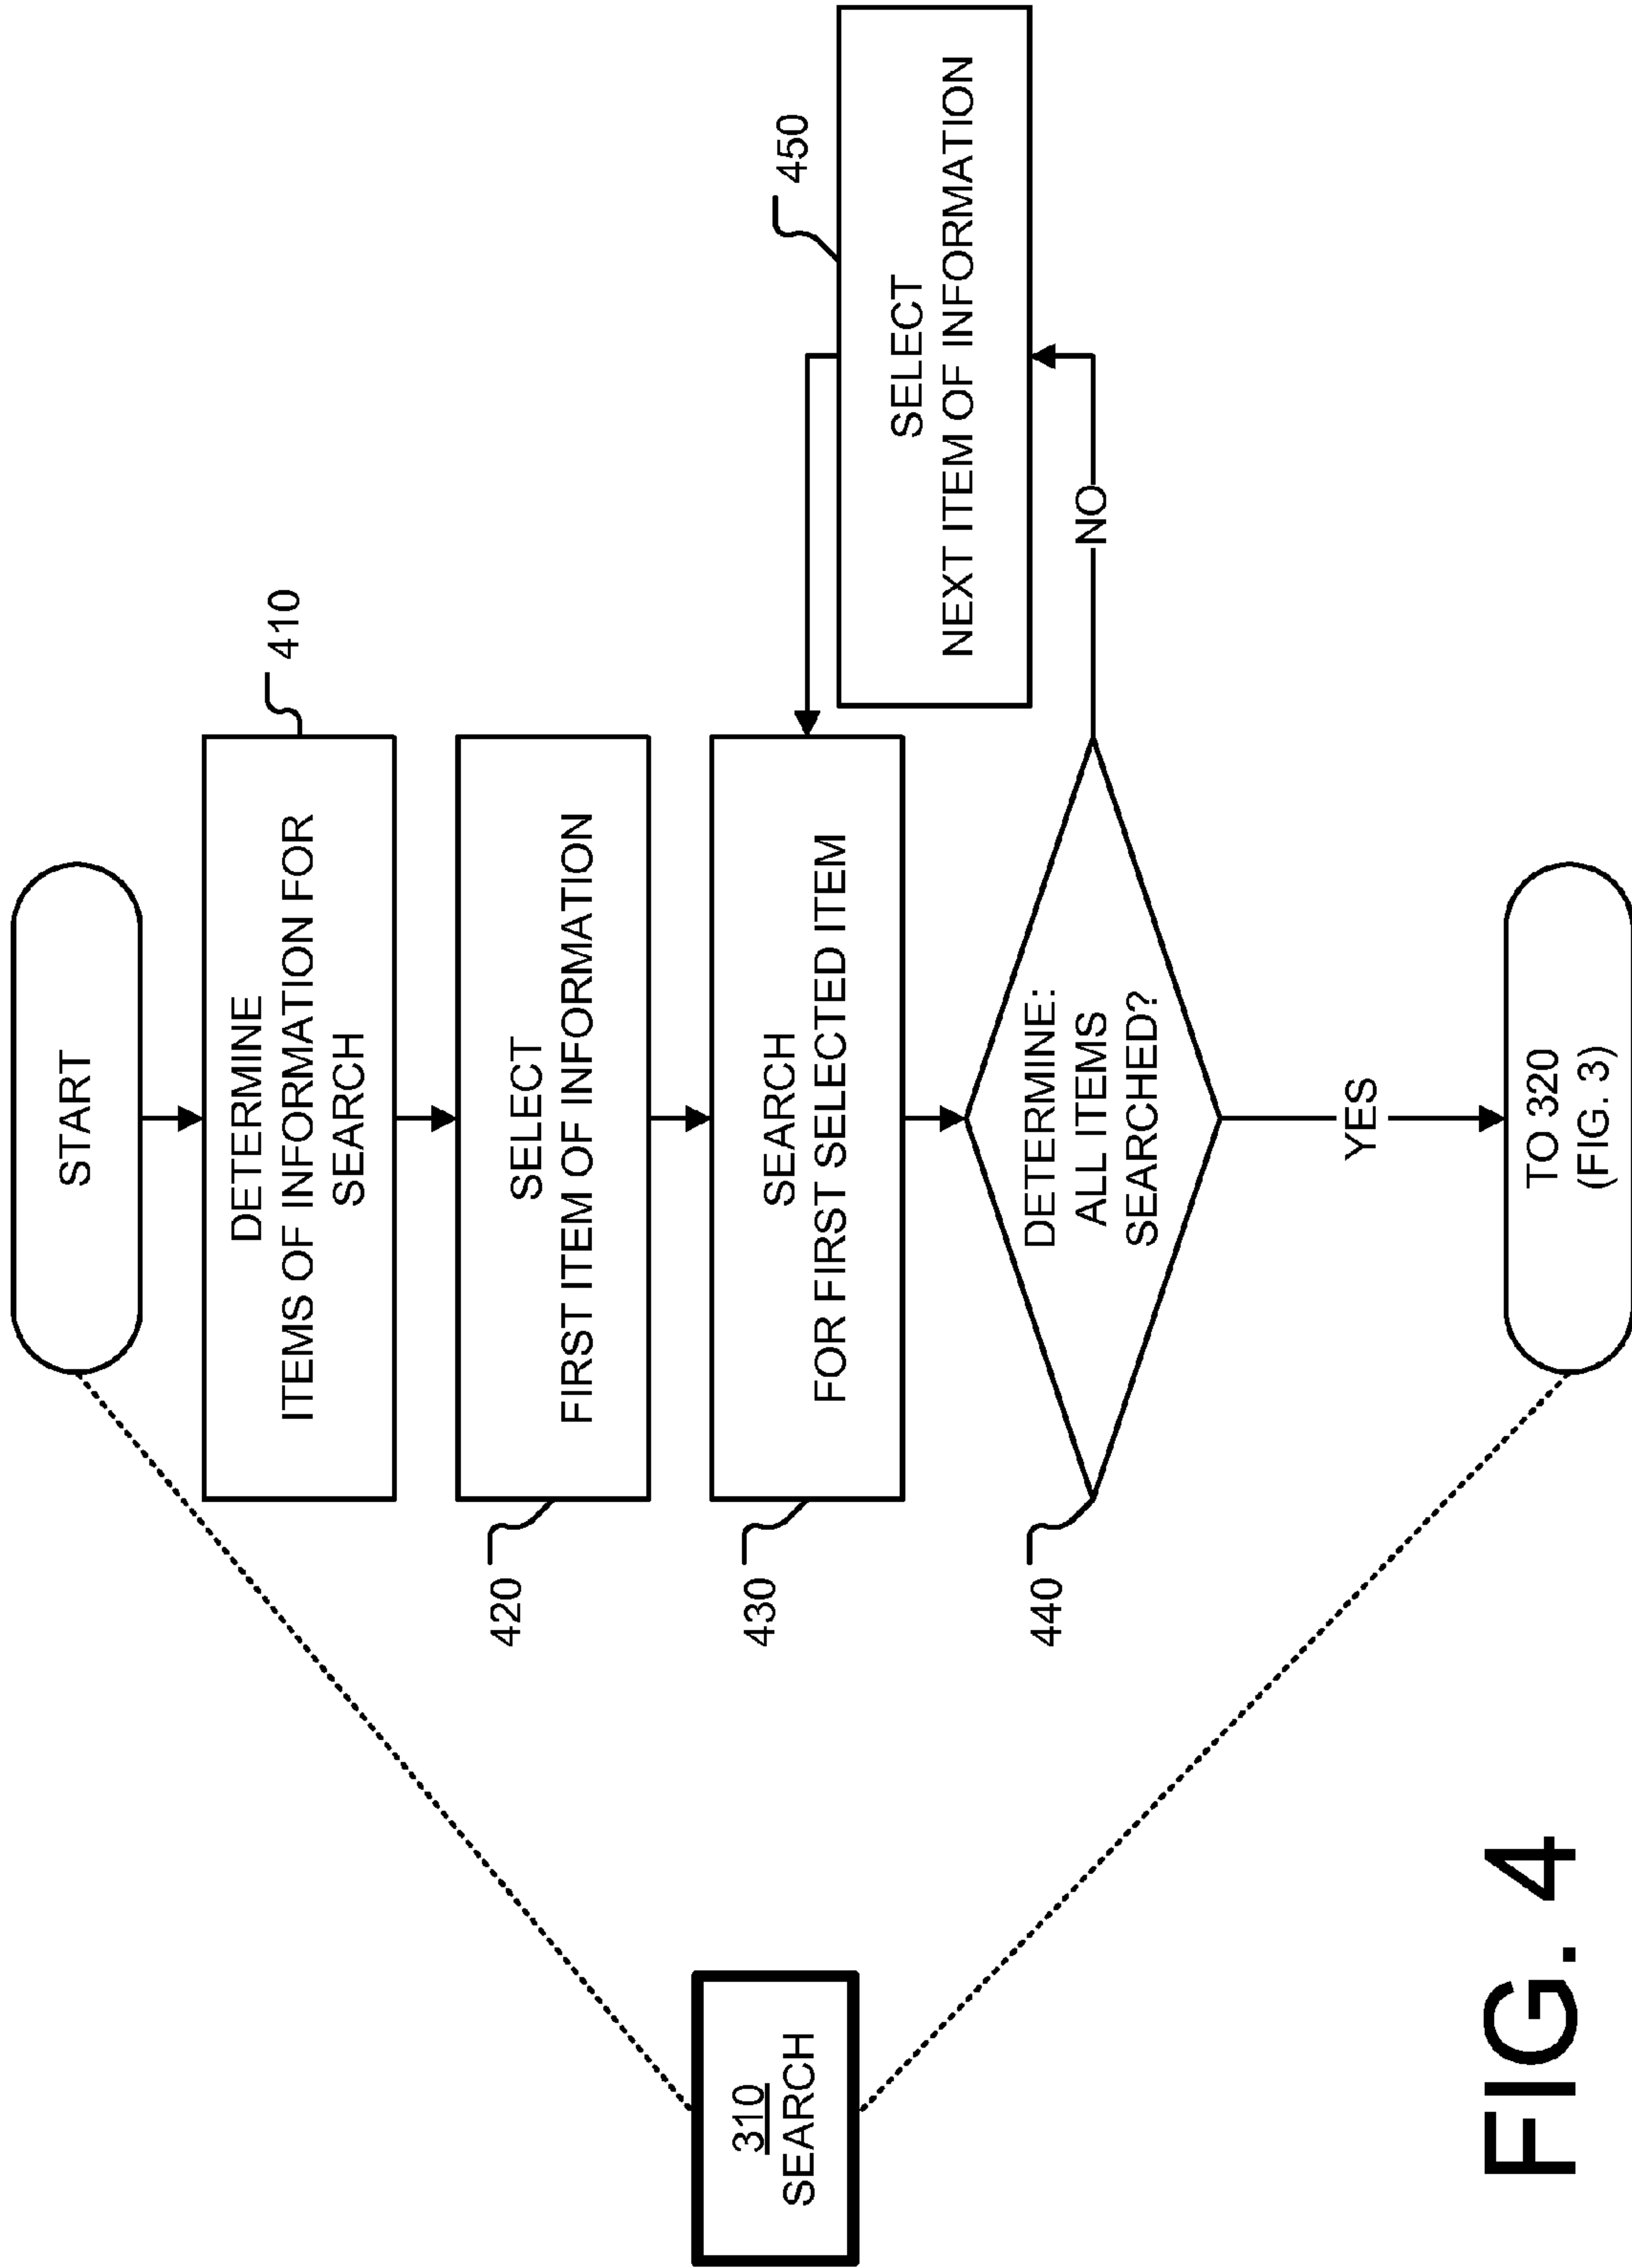 START
410
DETERMINE
ITEMS OF INFORMATION FOR
SEARCH
420
SELECT
FIRST ITEM OF INFORMATION
310
SEARCH
430
SEARCH
FOR FIRST SELECTED ITEM
450
SELECT
NEXT ITEM OF INFORMATION
440
DETERMINE:
ALL ITEMS
SEARCHED?
NO
YES
TO 320
(FIG. 3)
FIG. 4